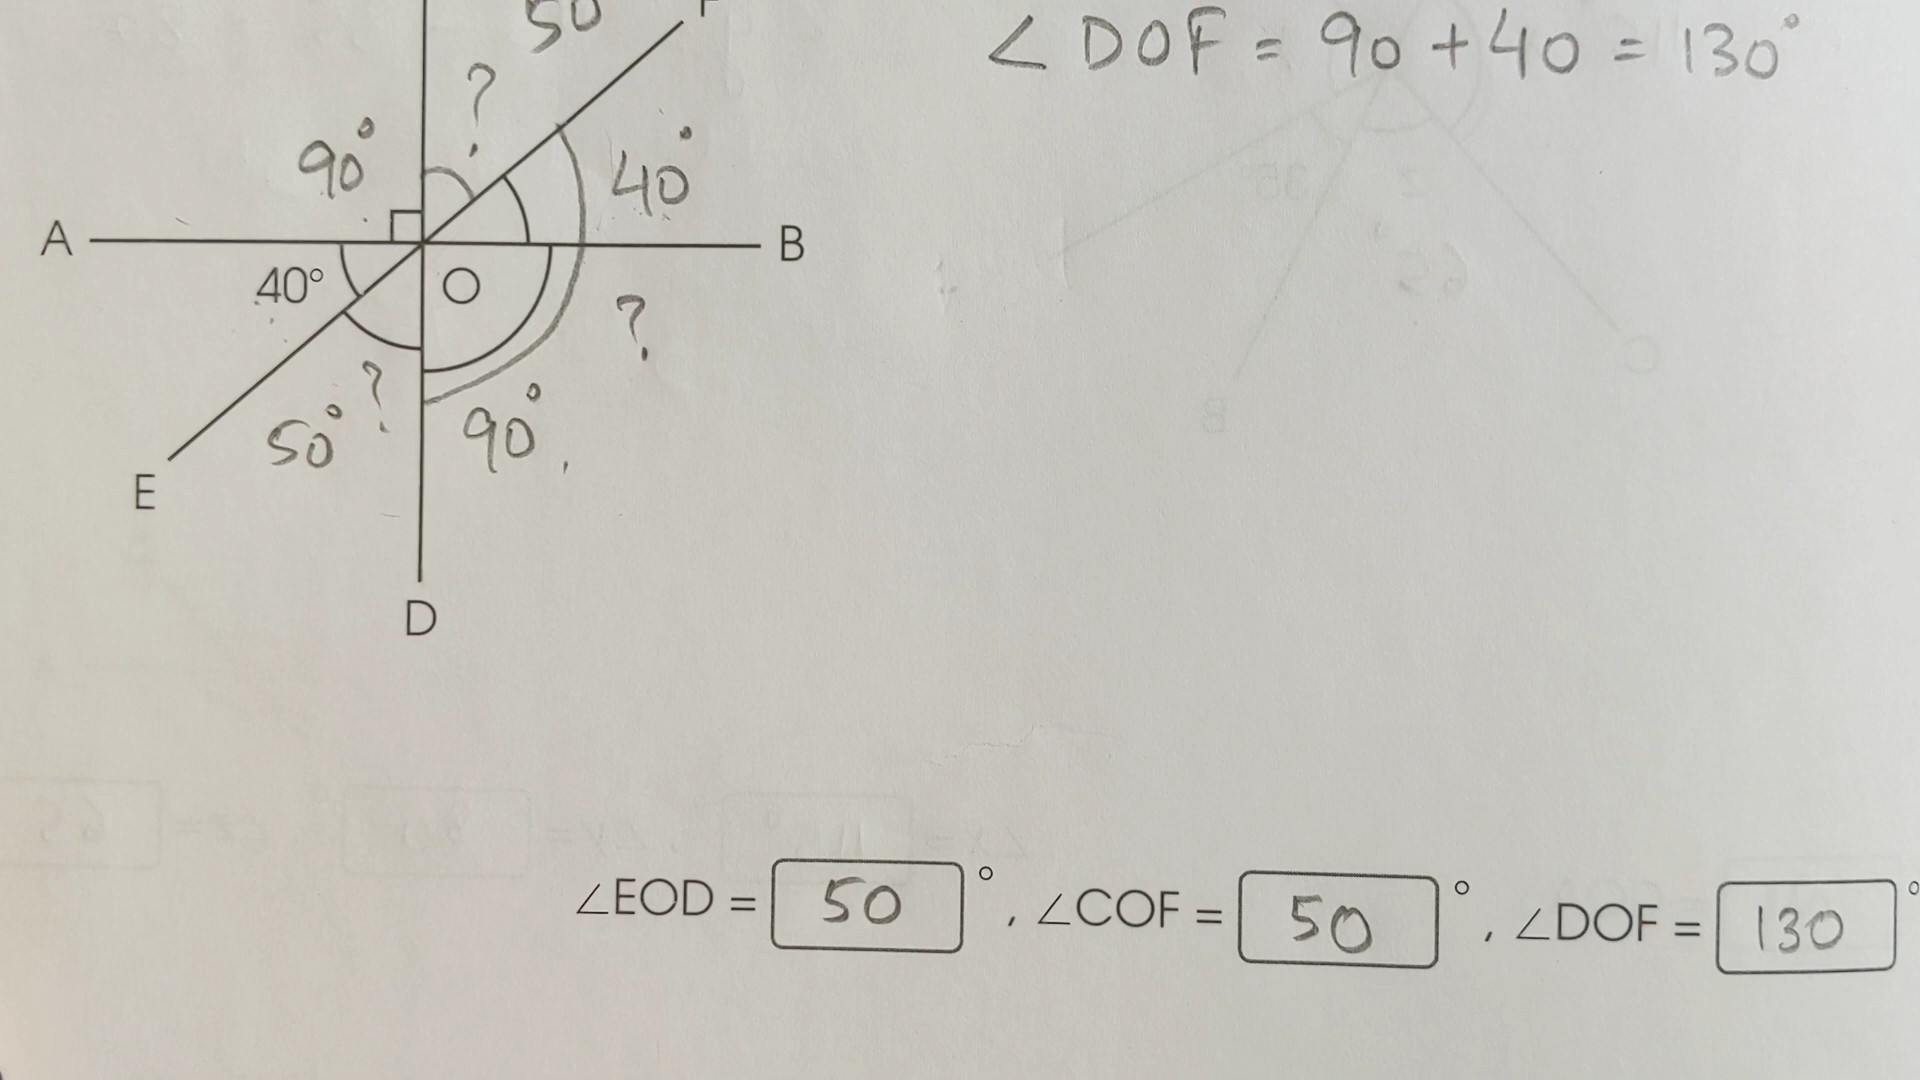 50
∠DOF = 90 + 40 = 130°
?
90° 40°
A B
40° O
?
?
50° 90°
E
D
∠EOD = 50°, ∠COF = 50°, ∠DOF = 130°